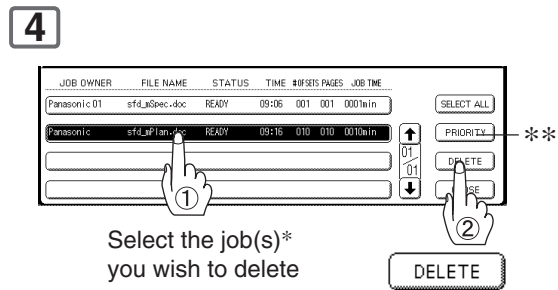 4
JOB OWNER FILE NAME STATUS TIME #OFSETS PAGES JOB TIME
Panasonic 01 sfd_mSpec.doc READY 09:06 001 001 0001min SELECT ALL
Panasonic sfd_mPlan.doc READY 09:16 010 010 0010min PRIORITY **
01/01 DELETE
①
②
Select the job(s)*
you wish to delete
DELETE